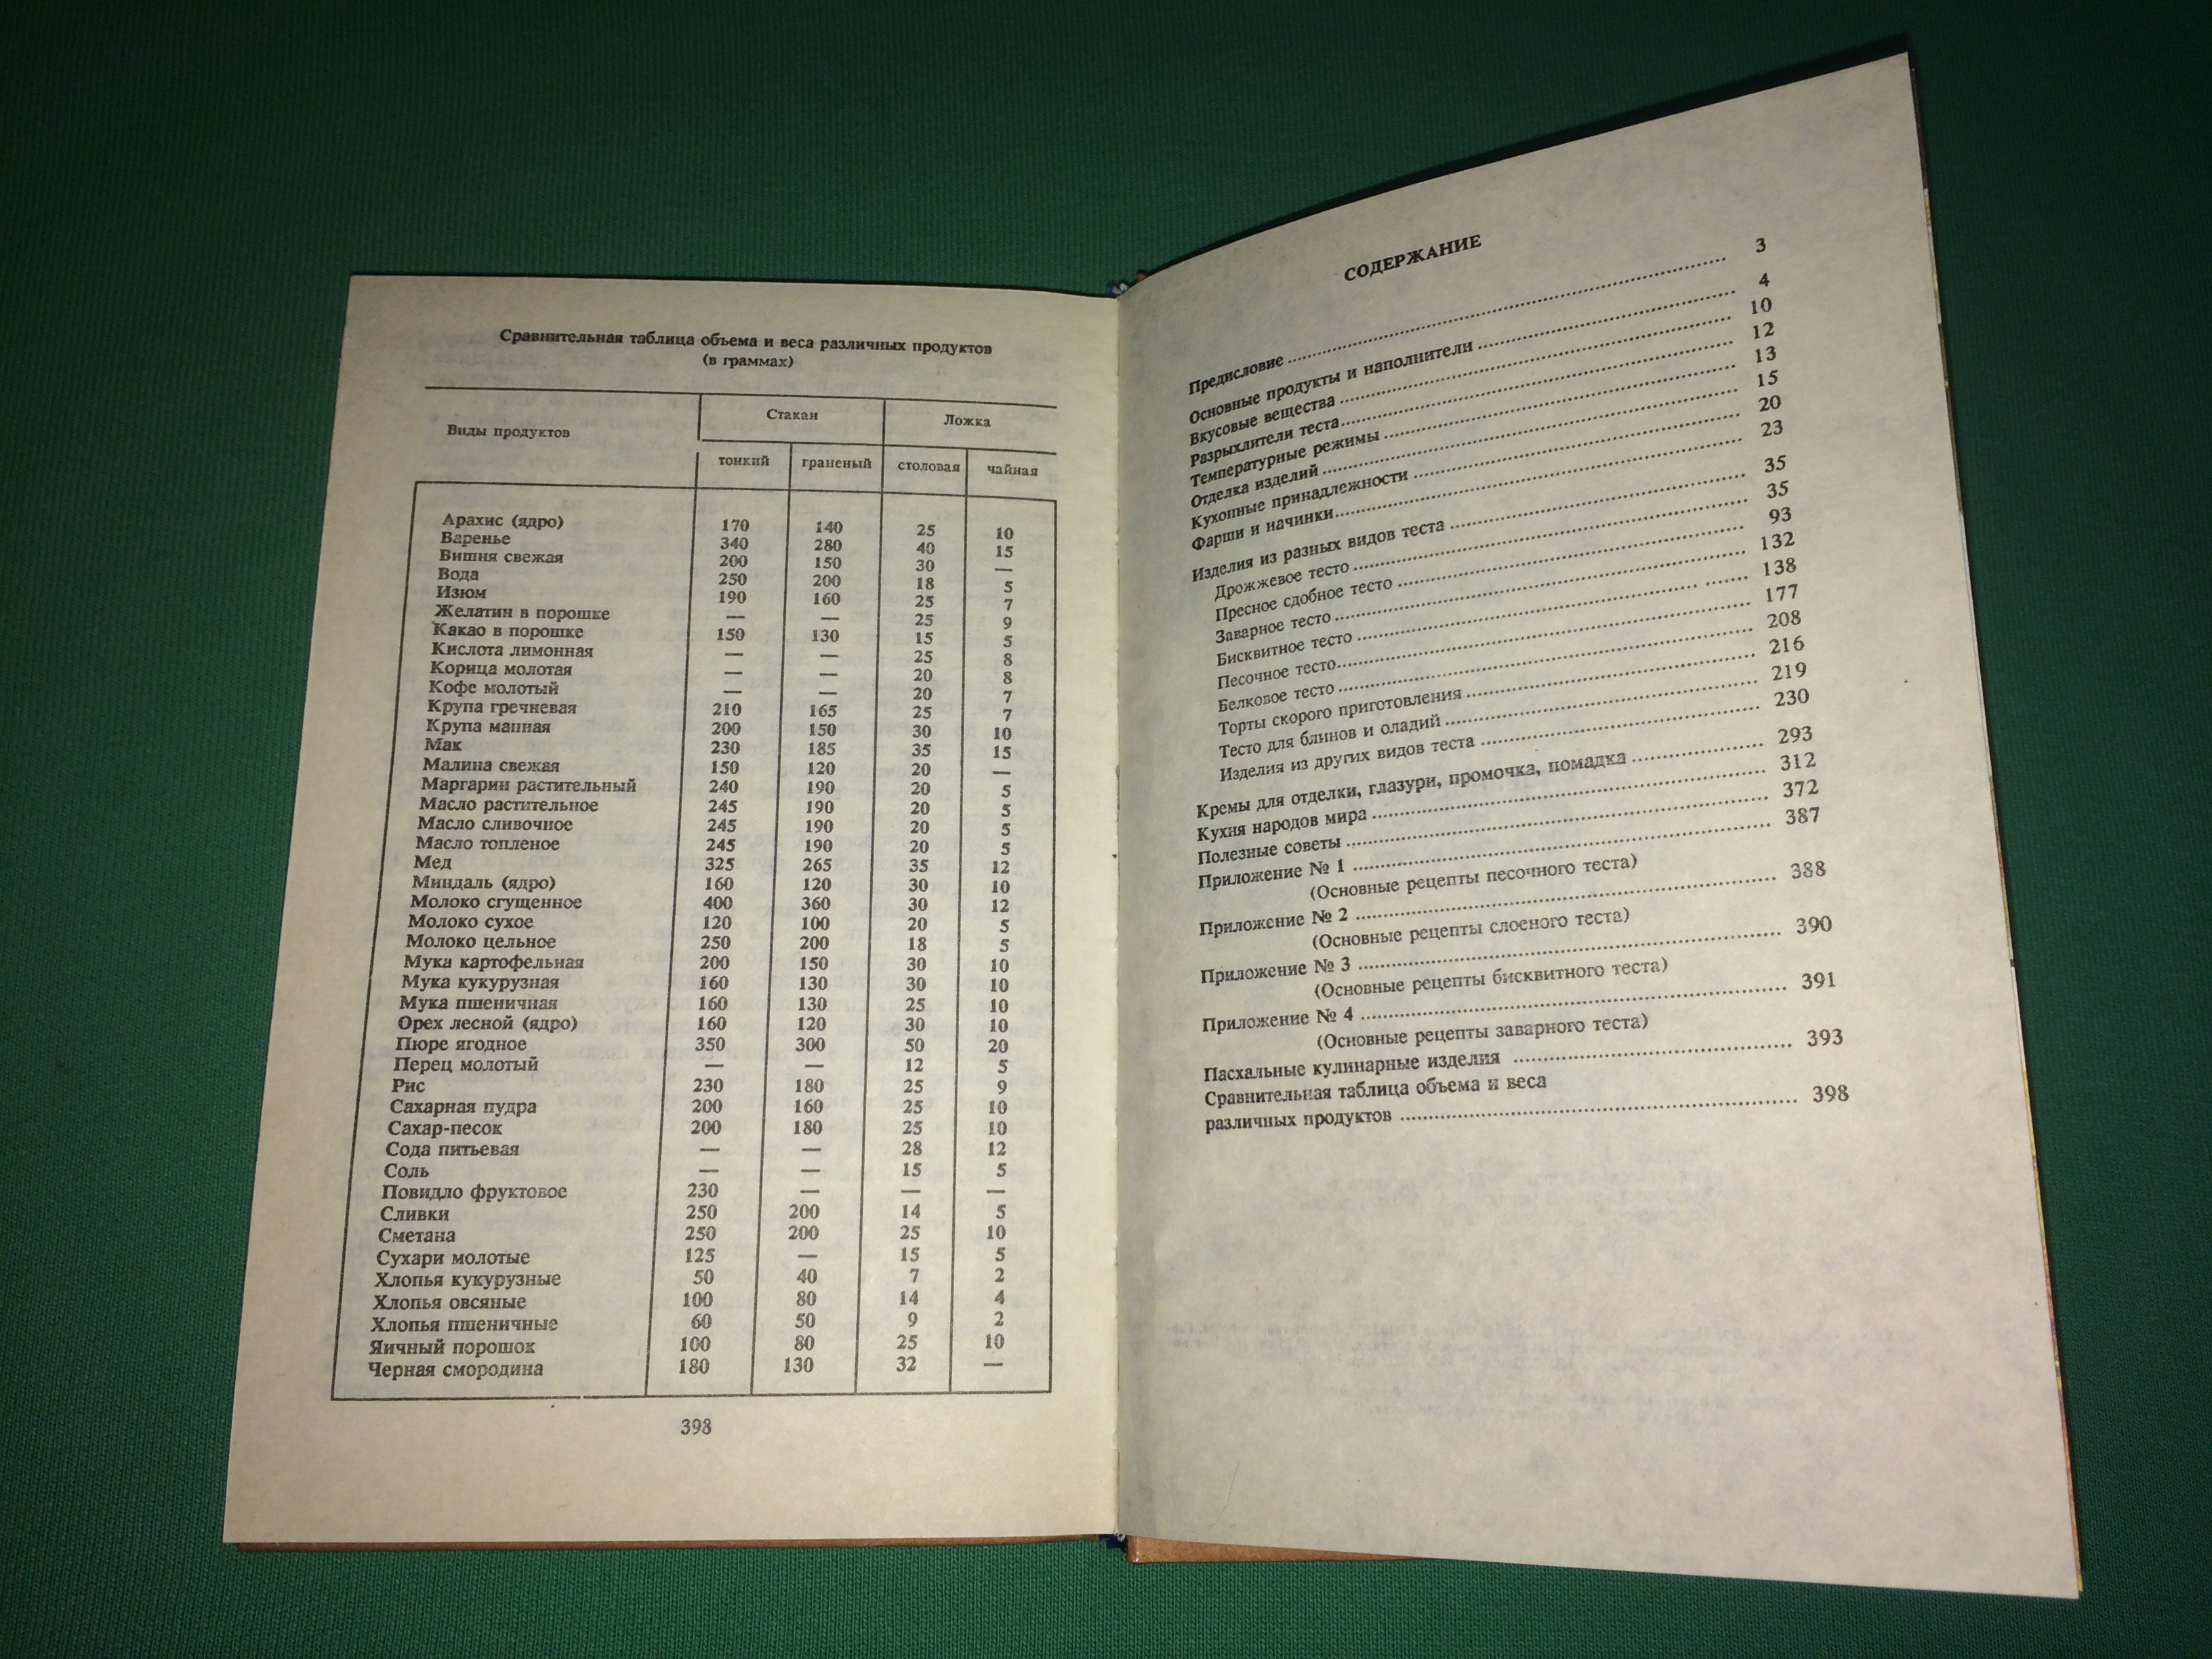 Сравнительная таблица объема и веса различных продуктов
(в граммах)
Виды продуктов Стакан Ложка
тонкий граненый столовая чайная
Арахис (ядро) 170 140 25 10
Варенье 340 280 40 15
Вишня свежая 200 150 30 —
Вода 250 200 18 5
Изюм 190 160 25 7
Желатин в порошке — — 25 9
Какао в порошке 150 130 15 5
Кислота лимонная — — 25 8
Корица молотая — — 20 8
Кофе молотый — — 20 7
Крупа гречневая 210 165 25 7
Крупа манная 200 150 30 10
Мак 230 185 35 15
Малина свежая 150 120 20 —
Маргарин растительный 240 190 20 5
Масло растительное 245 190 20 5
Масло сливочное 245 190 20 5
Масло топленое 245 190 20 5
Мед 325 265 35 12
Миндаль (ядро) 160 120 30 10
Молоко сгущенное 400 360 30 12
Молоко сухое 120 100 20 5
Молоко цельное 250 200 18 5
Мука картофельная 200 150 30 10
Мука кукурузная 160 130 30 10
Мука пшеничная 160 130 25 10
Орех лесной (ядро) 160 120 30 10
Пюре ягодное 350 300 50 20
Перец молотый — — 12 5
Рис 230 180 25 9
Сахарная пудра 200 160 25 10
Сахар-песок 200 180 25 10
Сода питьевая — — 28 12
Соль — — 15 5
Повидло фруктовое 230 — — —
Сливки 250 200 14 5
Сметана 250 200 25 10
Сухари молотые 125 — 15 5
Хлопья кукурузные 50 40 7 2
Хлопья овсяные 100 80 14 4
Хлопья пшеничные 60 50 9 2
Яичный порошок 100 80 25 10
Черная смородина 180 130 32 —
398
СОДЕРЖАНИЕ
Предисловие ........ 3
Основные продукты и наполнители ........ 4
Вкусовые вещества ........ 10
Разрыхлители теста ........ 12
Температурные режимы ........ 13
Отделка изделий ........ 15
Кухонные принадлежности ........ 20
Фарши и начинки ........ 23
Изделия из разных видов теста ........ 35
Дрожжевое тесто ........ 35
Пресное сдобное тесто ........ 93
Заварное тесто ........ 132
Бисквитное тесто ........ 138
Песочное тесто ........ 177
Белковое тесто ........ 208
Торты скорого приготовления ........ 216
Тесто для блинов и оладий ........ 219
Изделия из других видов теста ........ 230
Кремы для отделки, глазури, промочка, помадка ........ 293
Кухня народов мира ........ 312
Полезные советы ........ 372
Приложение № 1 ........ 387
(Основные рецепты песочного теста)
Приложение № 2 ........ 388
(Основные рецепты слоеного теста)
Приложение № 3 ........ 390
(Основные рецепты бисквитного теста)
Приложение № 4 ........ 391
(Основные рецепты заварного теста)
Пасхальные кулинарные изделия ........ 393
Сравнительная таблица объема и веса
различных продуктов ........ 398